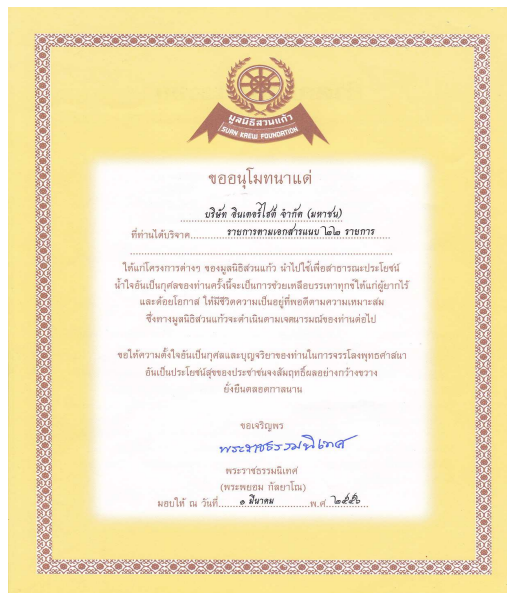 มูลนิธิสวนแก้ว
SUAN KAEW FOUNDATION
ขออนุโมทนาแด่
บริษัท อินเตอร์ไฮด์ จำกัด (มหาชน)
ที่ท่านได้บริจาค........รายการตามเอกสารแนบ ๒๒ รายการ........
ให้แก่โครงการต่างๆ ของมูลนิธิสวนแก้ว นำไปใช้เพื่อสาธารณะประโยชน์
น้ำใจอันเป็นกุศลของท่านครั้งนี้จะเป็นการช่วยเหลือบรรเทาทุกข์ให้แก่ผู้ยากไร้
และด้อยโอกาส ให้มีชีวิตความเป็นอยู่ที่พอดีตามความเหมาะสม
ซึ่งทางมูลนิธิสวนแก้วจะดำเนินตามเจตนารมณ์ของท่านต่อไป
ขอให้ความตั้งใจอันเป็นกุศลและบุญจริยาของท่านในการจรรโลงพุทธศาสนา
อันเป็นประโยชน์สุขของประชาชนจงสัมฤทธิ์ผลอย่างกว้างขวาง
ยั่งยืนตลอดกาลนาน
ขอเจริญพร
พระราชธรรมนิเทศ
พระราชธรรมนิเทศ
(พระพยอม กัลยาโณ)
มอบให้ ณ วันที่......๑ มีนาคม..........พ.ศ. ๒๕๕๖